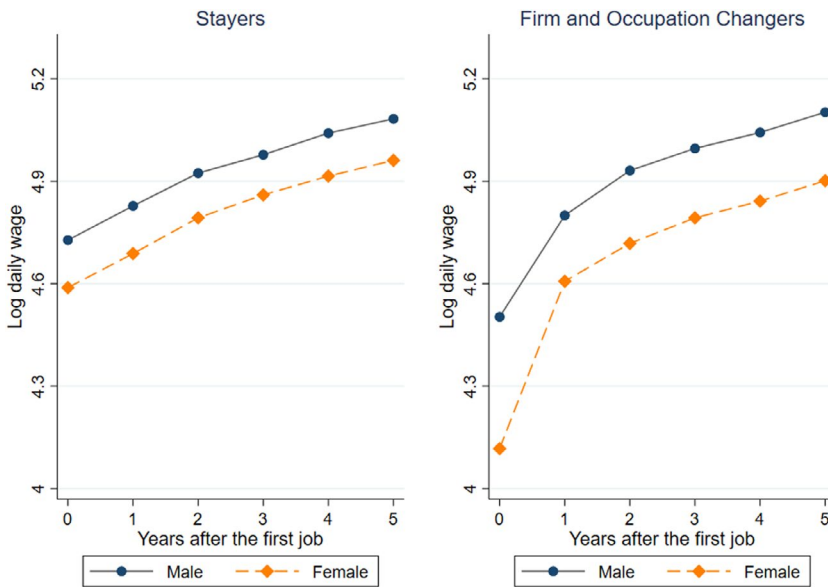 Stayers
Log daily wage
5.2
4.9
4.6
4.3
4
0 1 2 3 4 5
Years after the first job
Male Female
Firm and Occupation Changers
Log daily wage
5.2
4.9
4.6
4.3
4
0 1 2 3 4 5
Years after the first job
Male Female